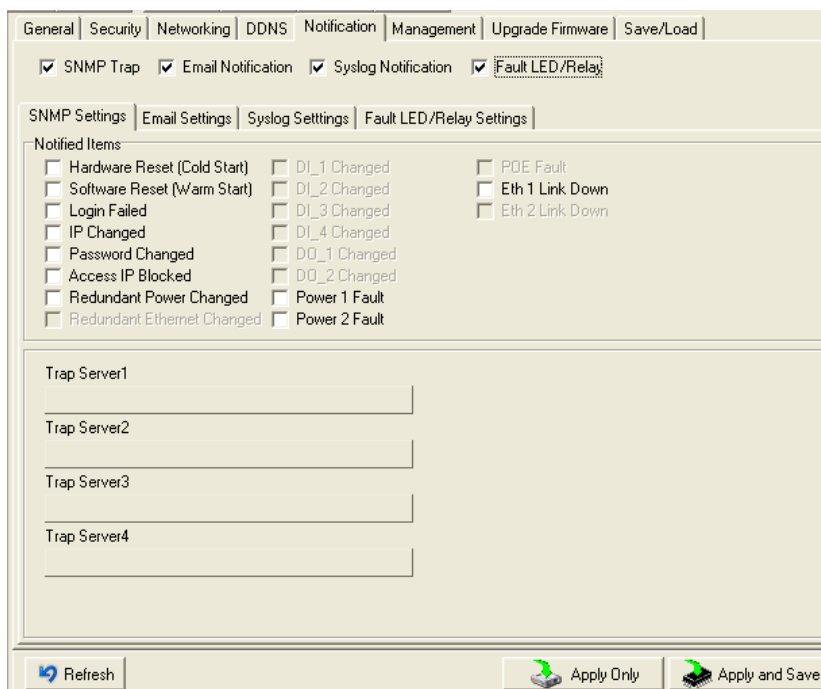 General Security Networking DDNS Notification Management Upgrade Firmware Save/Load
SNMP Trap Email Notification Syslog Notification Fault LED/Relay
SNMP Settings Email Settings Syslog Setttings Fault LED/Relay Settings
Notified Items
Hardware Reset (Cold Start) DI_1 Changed POE Fault
Software Reset (Warm Start) DI_2 Changed Eth 1 Link Down
Login Failed DI_3 Changed Eth 2 Link Down
IP Changed DI_4 Changed
Password Changed DO_1 Changed
Access IP Blocked DO_2 Changed
Redundant Power Changed Power 1 Fault
Redundant Ethernet Changed Power 2 Fault
Trap Server1
Trap Server2
Trap Server3
Trap Server4
Refresh Apply Only Apply and Save